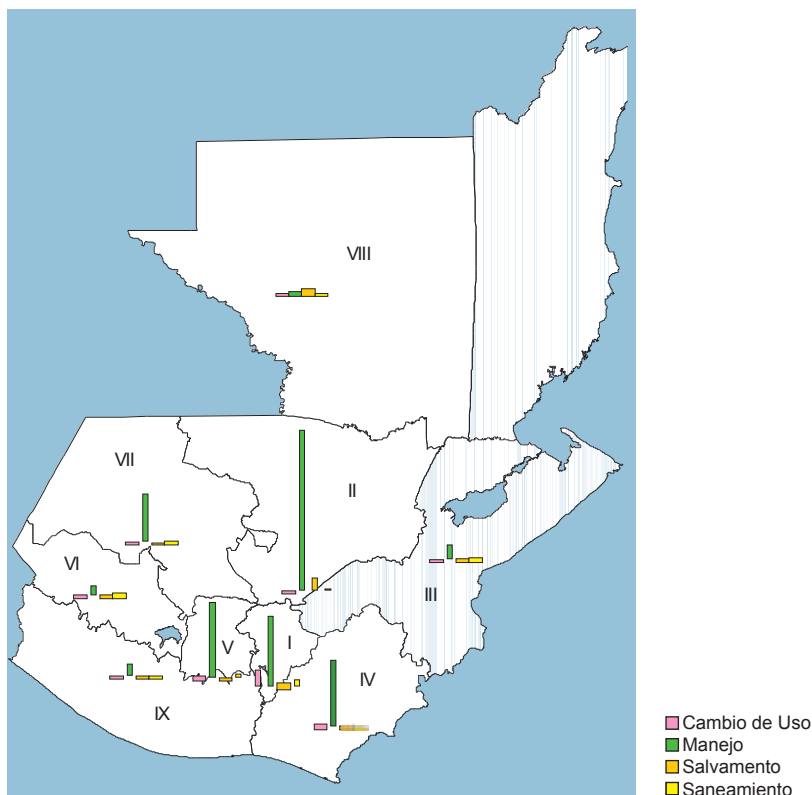 VIII
VII
II
VI
III
V
I
IV
IX
Cambio de Uso
Manejo
Salvamento
Saneamiento